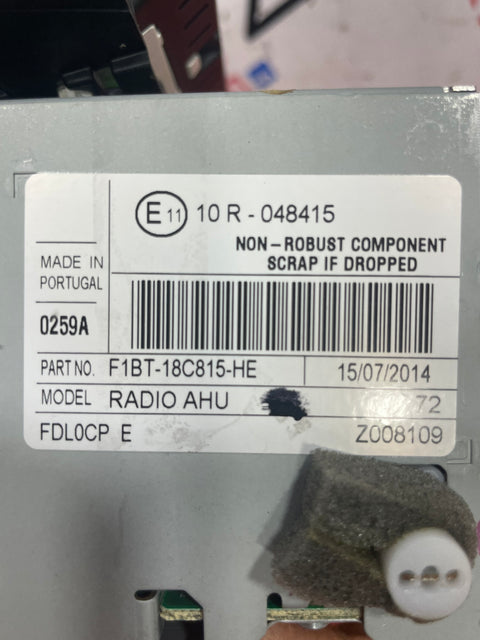 E 11 10 R - 048415
NON-ROBUST COMPONENT
SCRAP IF DROPPED
MADE IN
PORTUGAL
0259A
PART NO. F1BT-18C815-HE 15/07/2014
MODEL RADIO AHU 72
FDL0CP E Z008109